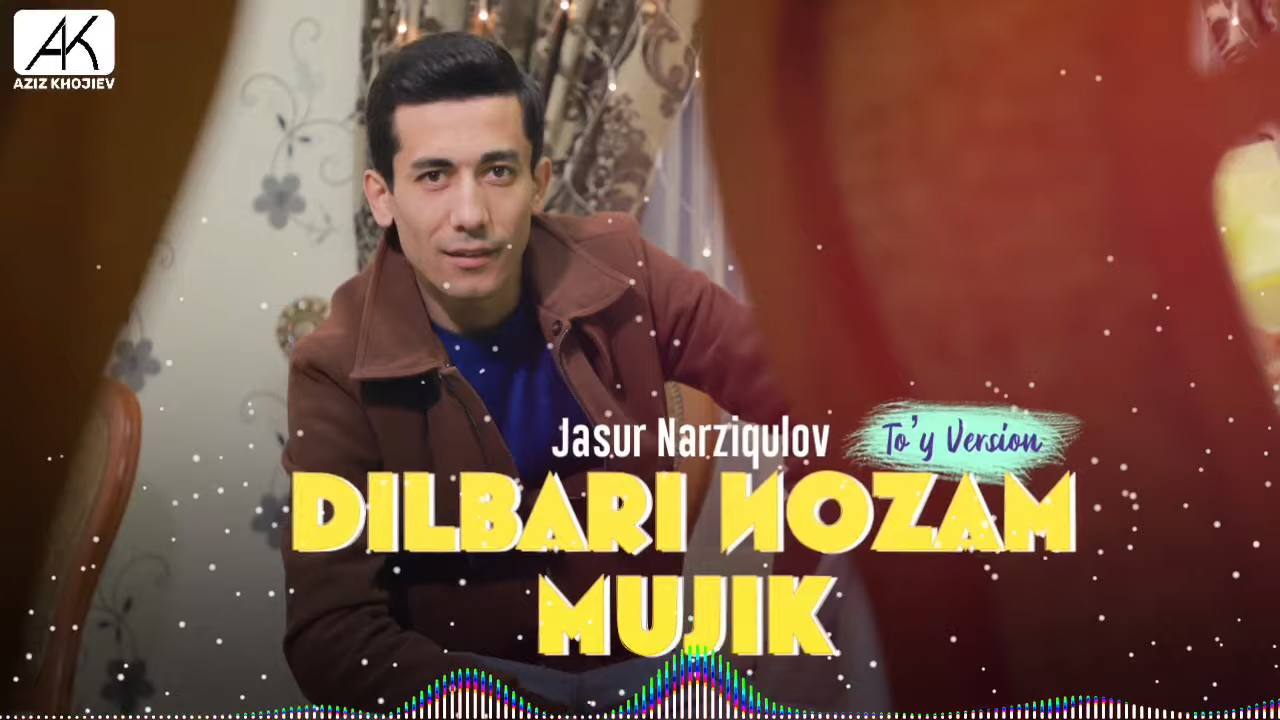 AK
AZIZ KHOJIEV
Jasur Narziqulov
To'y Version
DILBARI NOZAM
MUJIK